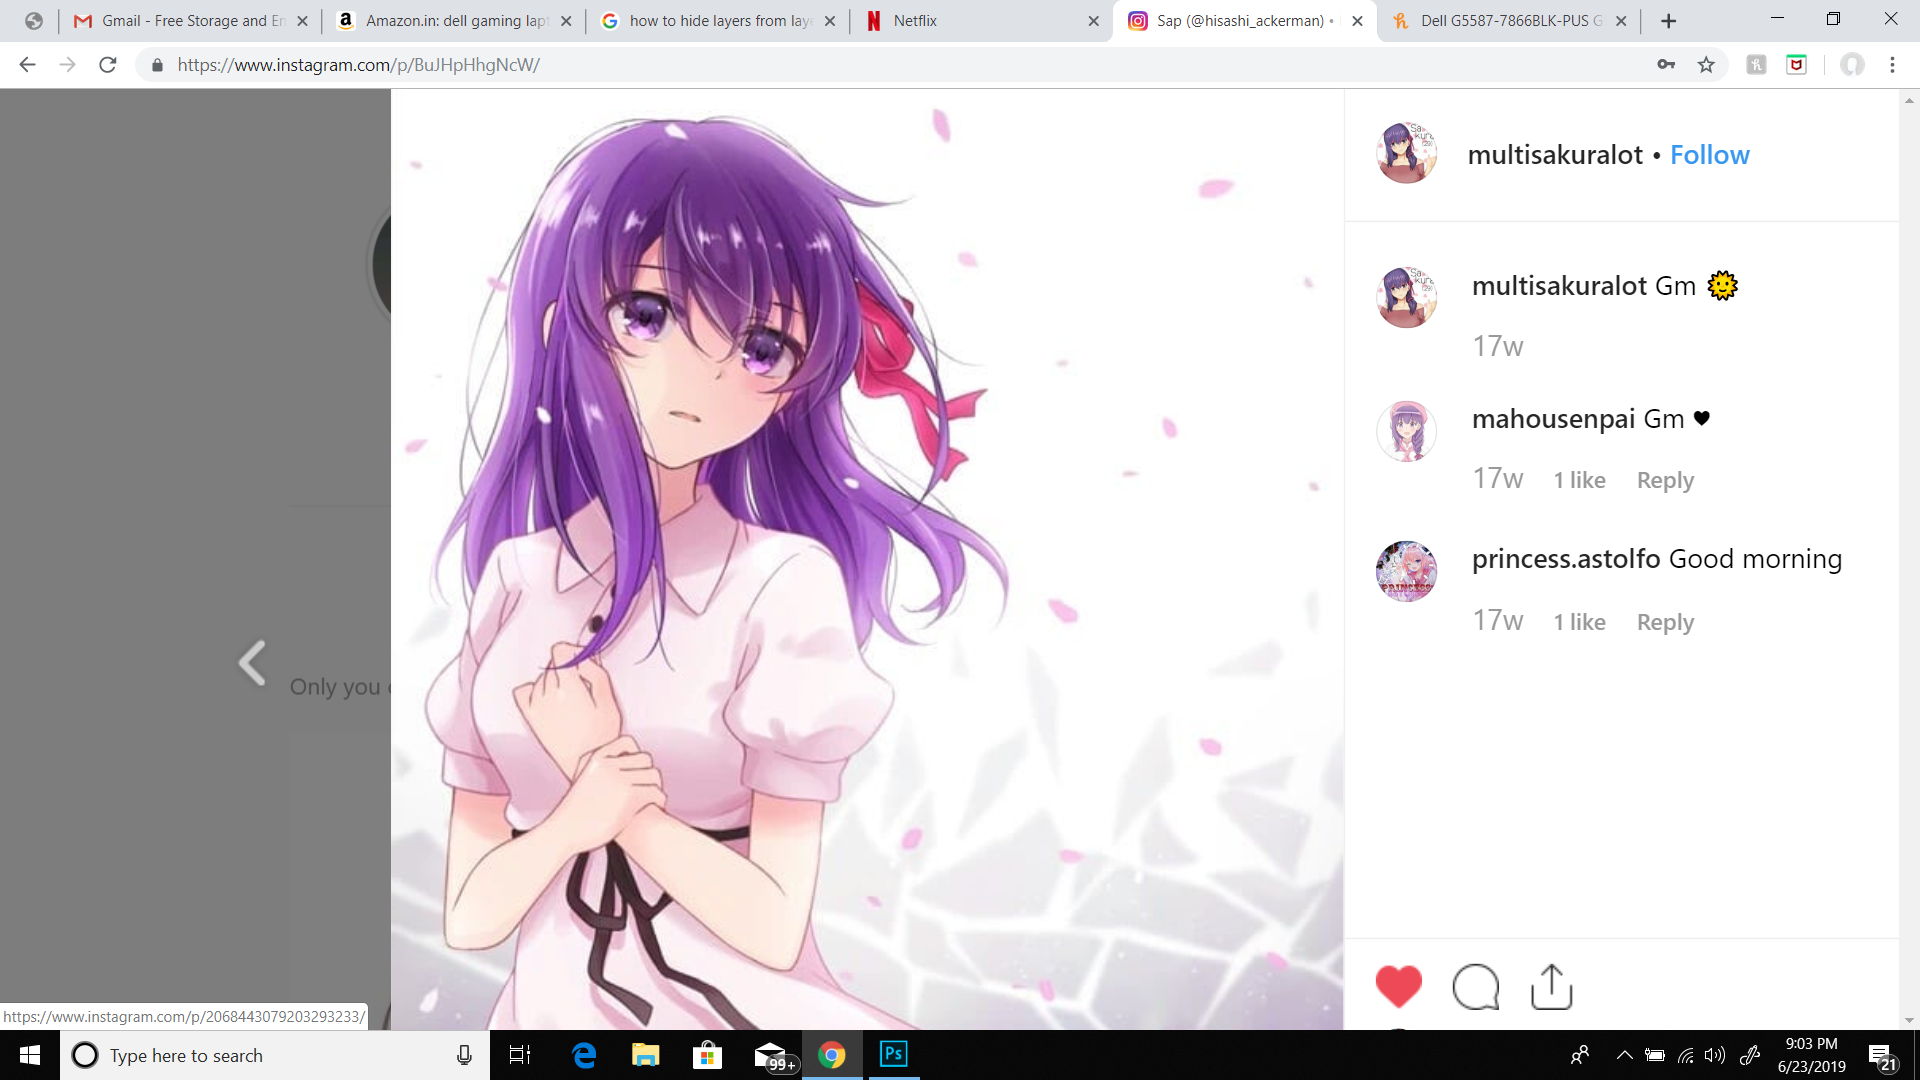 Gmail - Free Storage and En
Amazon.in: dell gaming lapt
how to hide layers from laye
Netflix
Sap (@hisashi_ackerman) •
Dell G5587-7866BLK-PUS G
https://www.instagram.com/p/BuJHpHhgNcW/
multisakuralot • Follow
multisakuralot Gm 🌞
17w
mahousenpai Gm ♥
17w 1 like Reply
princess.astolfo Good morning
17w 1 like Reply
Only you
https://www.instagram.com/p/2068443079203293233/
Type here to search
99+
Ps
9:03 PM
6/23/2019
21